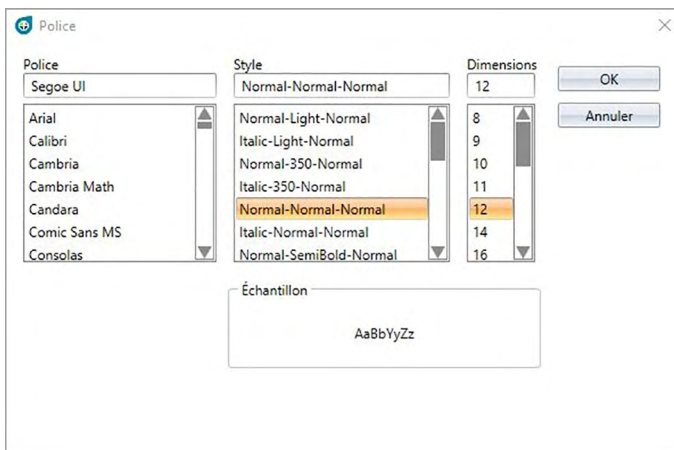 Police
Police
Style
Dimensions
Segoe UI
Normal-Normal-Normal
12
OK
Annuler
Arial
Calibri
Cambria
Cambria Math
Candara
Comic Sans MS
Consolas
Normal-Light-Normal
Italic-Light-Normal
Normal-350-Normal
Italic-350-Normal
Normal-Normal-Normal
Italic-Normal-Normal
Normal-SemiBold-Normal
8
9
10
11
12
14
16
Échantillon
AaBbYyZz